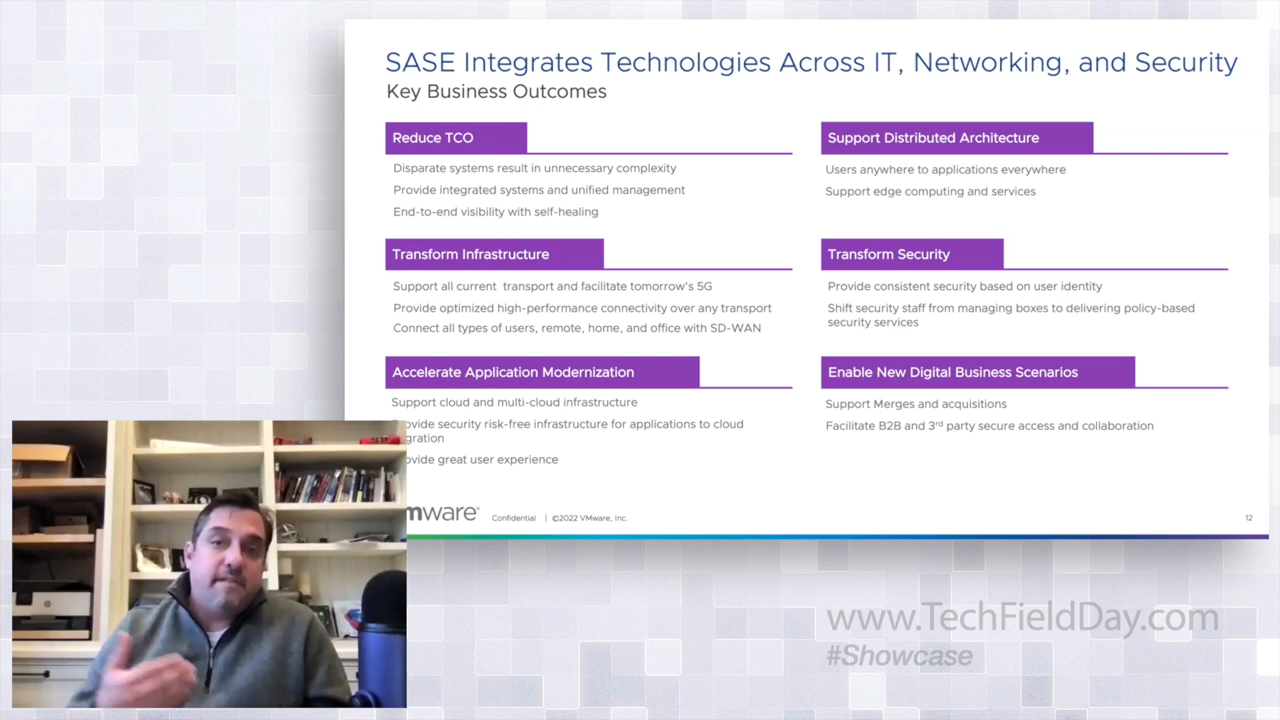 SASE Integrates Technologies Across IT, Networking, and Security
Key Business Outcomes
Reduce TCO
Disparate systems result in unnecessary complexity
Provide integrated systems and unified management
End-to-end visibility with self-healing
Support Distributed Architecture
Users anywhere to applications everywhere
Support edge computing and services
Transform Infrastructure
Support all current transport and facilitate tomorrow's 5G
Provide optimized high-performance connectivity over any transport
Connect all types of users, remote, home, and office with SD-WAN
Transform Security
Provide consistent security based on user identity
Shift security staff from managing boxes to delivering policy-based
security services
Accelerate Application Modernization
Support cloud and multi-cloud infrastructure
ovide security risk-free infrastructure for applications to cloud
gration
ovide great user experience
Enable New Digital Business Scenarios
Support Merges and acquisitions
Facilitate B2B and 3rd party secure access and collaboration
mware® Confidential | ©2022 VMware, Inc.
12
www.TechFieldDay.com
#Showcase